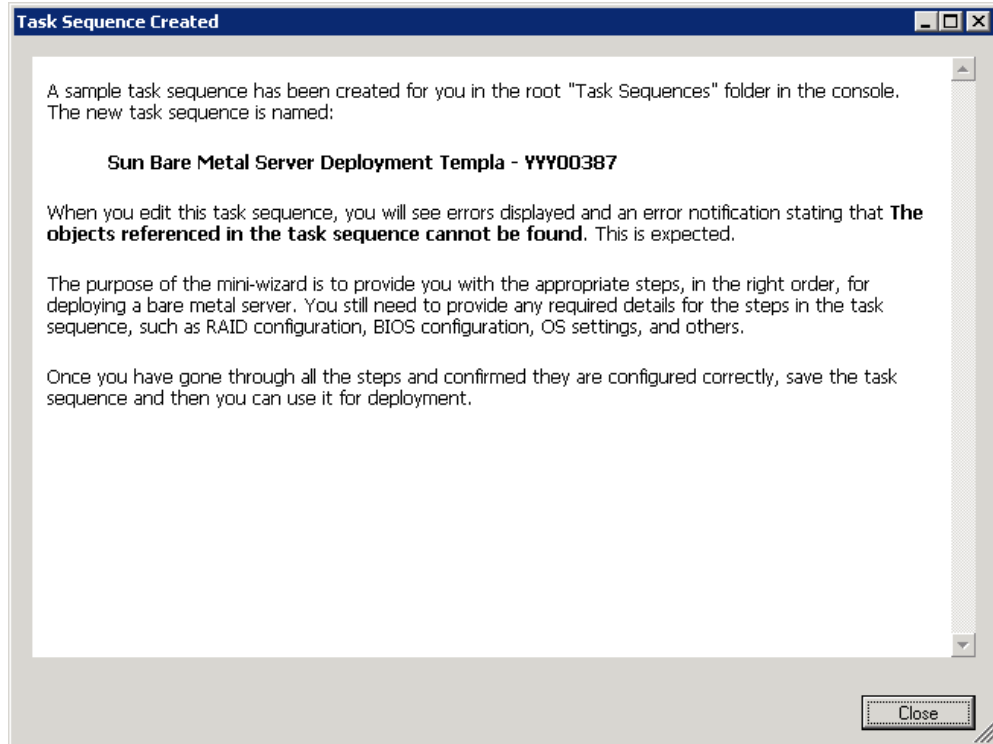 Task Sequence Created
A sample task sequence has been created for you in the root "Task Sequences" folder in the console.
The new task sequence is named:
Sun Bare Metal Server Deployment Templa - YYY00387
When you edit this task sequence, you will see errors displayed and an error notification stating that The
objects referenced in the task sequence cannot be found. This is expected.
The purpose of the mini-wizard is to provide you with the appropriate steps, in the right order, for
deploying a bare metal server. You still need to provide any required details for the steps in the task
sequence, such as RAID configuration, BIOS configuration, OS settings, and others.
Once you have gone through all the steps and confirmed they are configured correctly, save the task
sequence and then you can use it for deployment.
Close